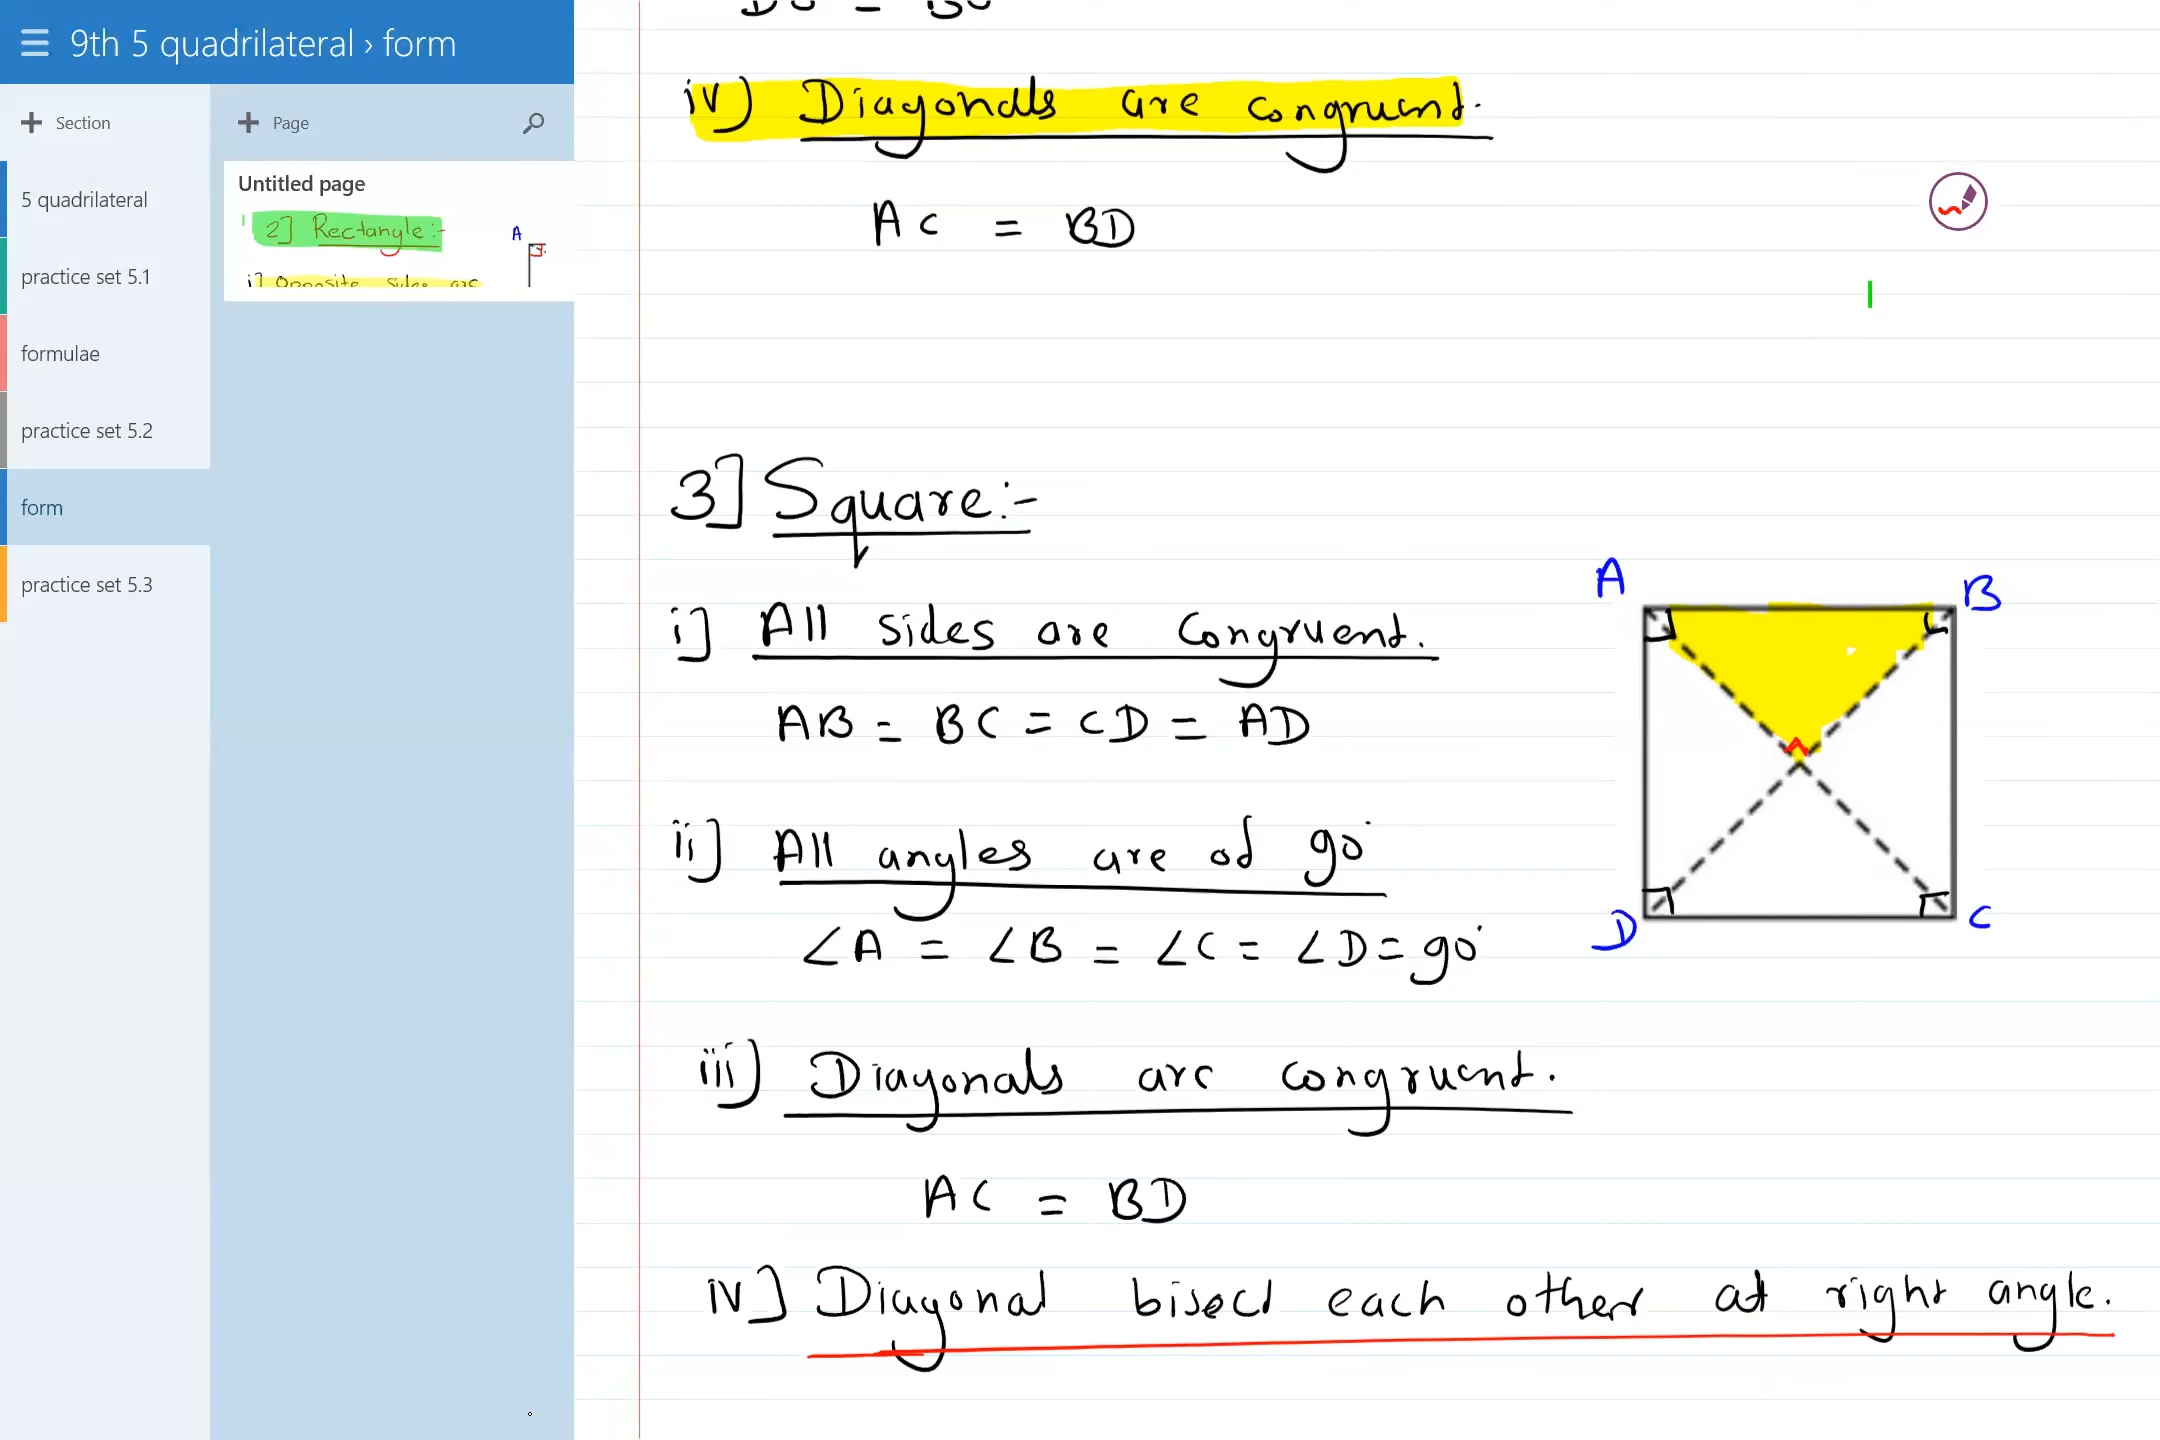 9th 5 quadrilateral › form
+ Section
+ Page
5 quadrilateral
practice set 5.1
formulae
practice set 5.2
form
practice set 5.3
Untitled page
2] Rectangle:-
A
i] Opposite sides are
iv) Diagonals are congruent.
AC = BD
3] Square:-
i] All sides are Congruent.
AB = BC = CD = AD
ii] All angles are of 90°
∠A = ∠B = ∠C = ∠D = 90°
iii) Diagonals are congruent.
AC = BD
iv] Diagonal bisect each other at right angle.
A
B
D
C